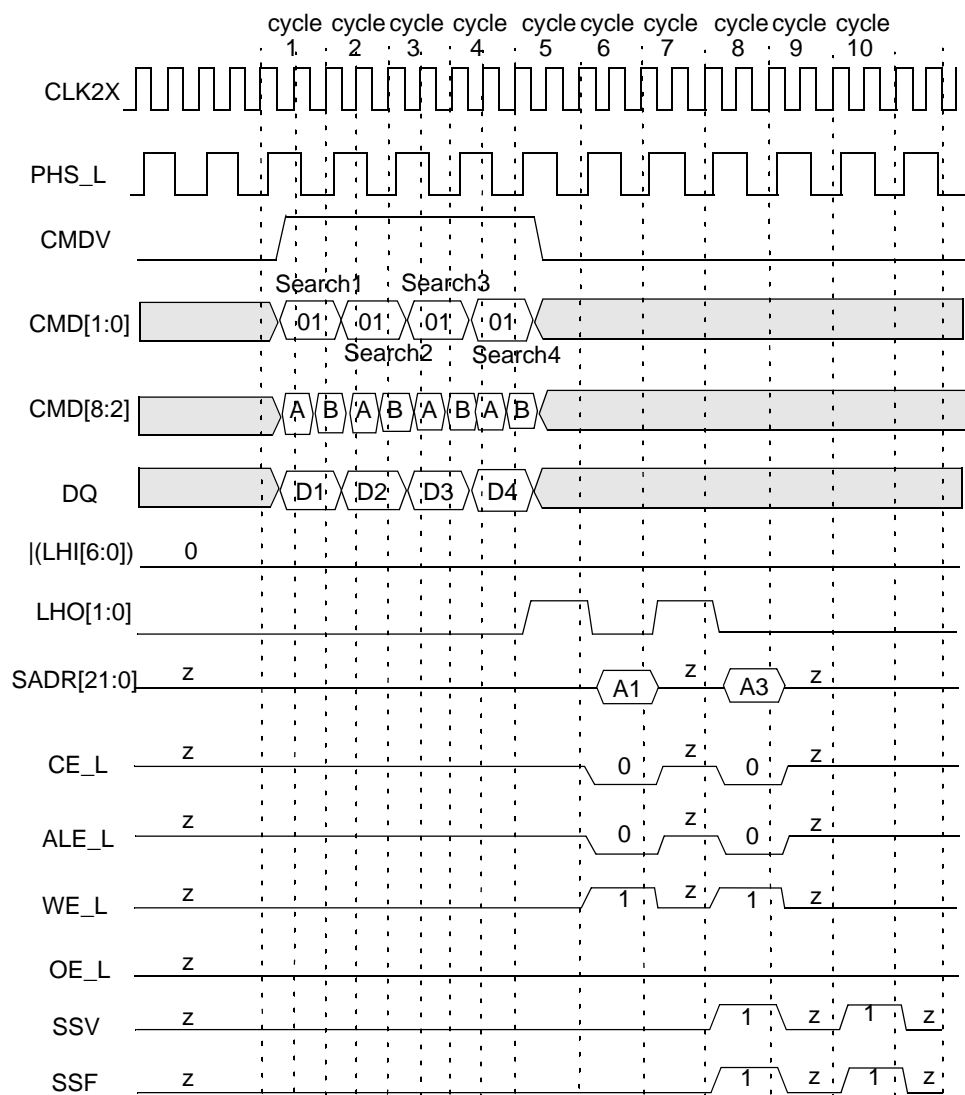 cycle cycle cycle cycle cycle cycle cycle cycle cycle cycle
1 2 3 4 5 6 7 8 9 10
CLK2X
PHS_L
CMDV
Search1 Search3
CMD[1:0] 01 01 01 01
Search2 Search4
CMD[8:2] A B A B A B A B
DQ D1 D2 D3 D4
|(LHI[6:0]) 0
LHO[1:0]
SADR[21:0] z A1 z A3 z
CE_L z 0 z 0 z
ALE_L z 0 z 0 z
WE_L z 1 z 1 z
OE_L z
SSV z 1 z 1 z
SSF z 1 z 1 z